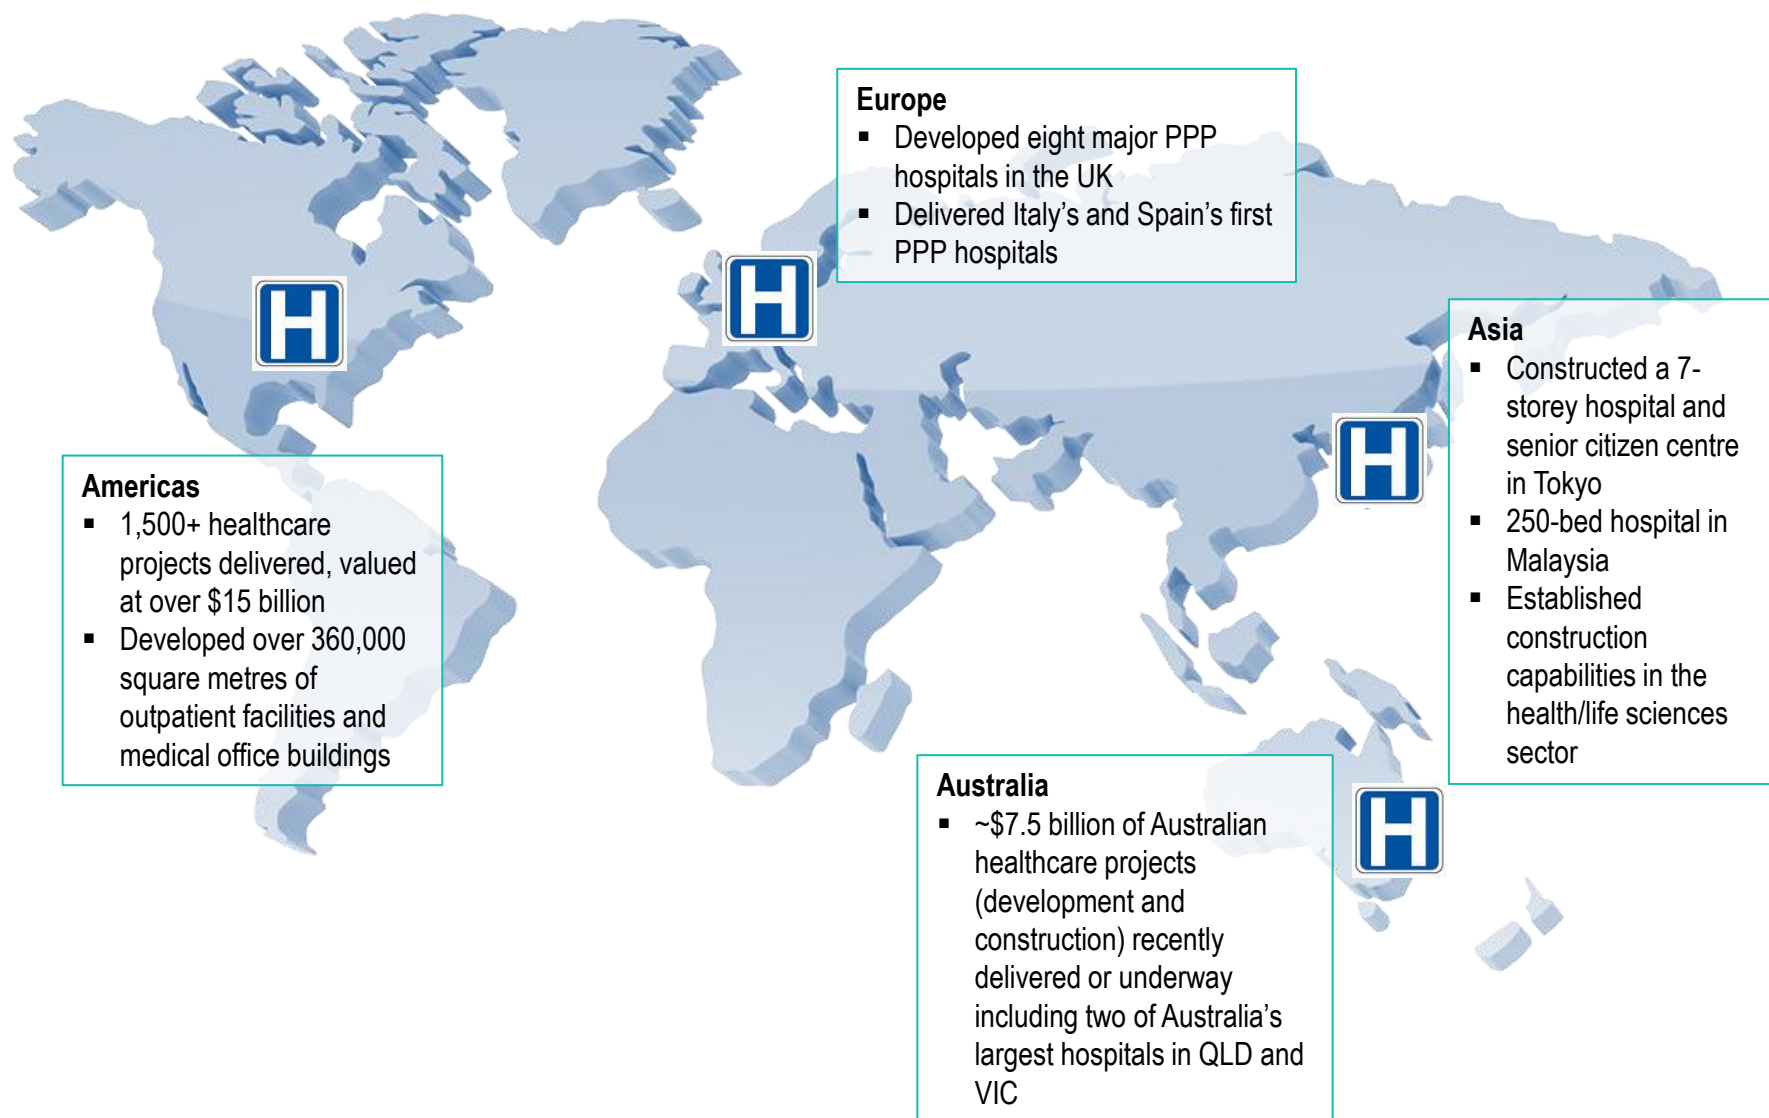 Europe
▪ Developed eight major PPP
hospitals in the UK
▪ Delivered Italy’s and Spain’s first
PPP hospitals
H
H
Asia
▪ Constructed a 7-
storey hospital and
senior citizen centre
in Tokyo
▪ 250-bed hospital in
Malaysia
▪ Established
construction
capabilities in the
health/life sciences
sector
H
Americas
▪ 1,500+ healthcare
projects delivered, valued
at over $15 billion
▪ Developed over 360,000
square metres of
outpatient facilities and
medical office buildings
Australia
▪ ~$7.5 billion of Australian
healthcare projects
(development and
construction) recently
delivered or underway
including two of Australia’s
largest hospitals in QLD and
VIC
H